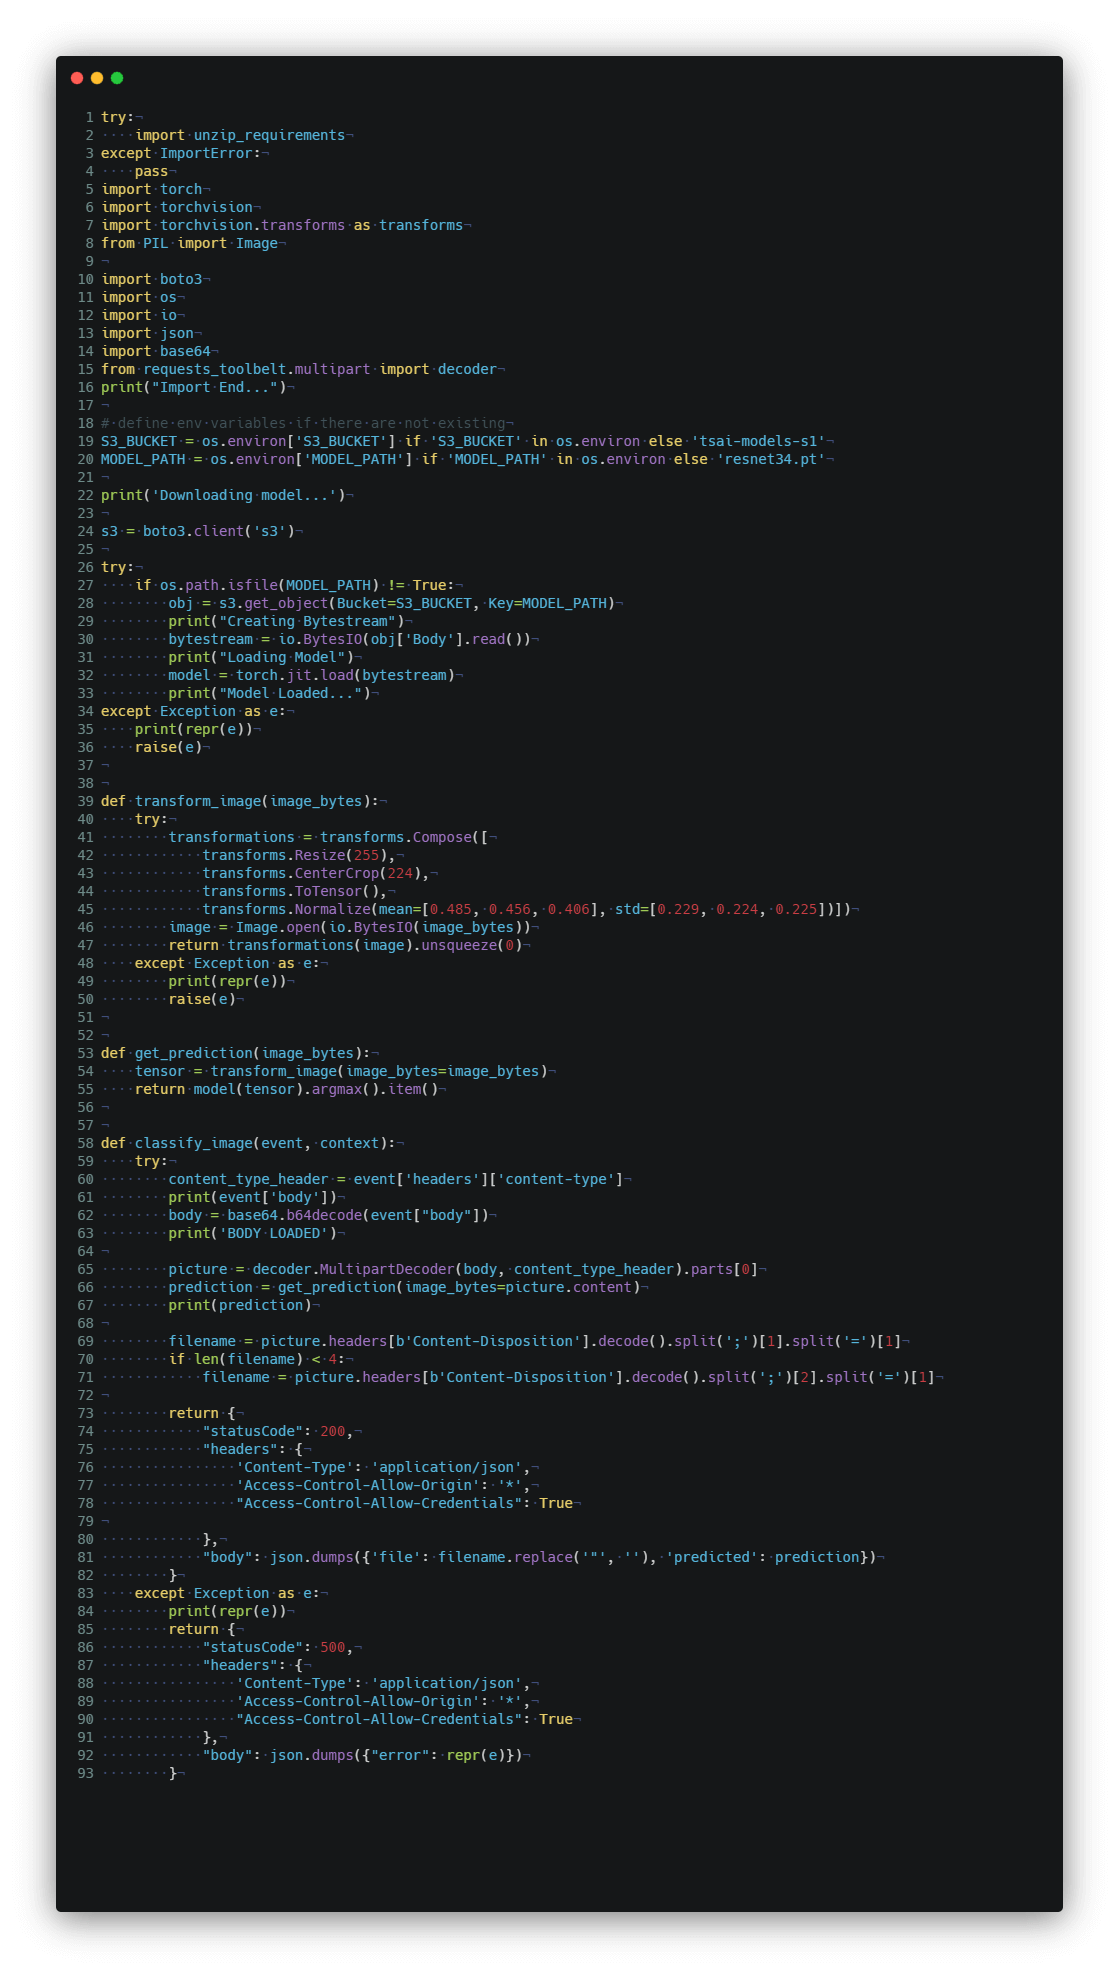 1 try:¬
2 ····import·unzip_requirements¬
3 except·ImportError:¬
4 ····pass¬
5 import·torch¬
6 import·torchvision¬
7 import·torchvision.transforms·as·transforms¬
8 from·PIL·import·Image¬
9 ¬
10 import·boto3¬
11 import·os¬
12 import·io¬
13 import·json¬
14 import·base64¬
15 from·requests_toolbelt.multipart·import·decoder¬
16 print("Import·End...")¬
17 ¬
18 #·define·env·variables·if·there·are·not·existing¬
19 S3_BUCKET·=·os.environ['S3_BUCKET']·if·'S3_BUCKET'·in·os.environ·else·'tsai-models-s1'¬
20 MODEL_PATH·=·os.environ['MODEL_PATH']·if·'MODEL_PATH'·in·os.environ·else·'resnet34.pt'¬
21 ¬
22 print('Downloading·model...')¬
23 ¬
24 s3·=·boto3.client('s3')¬
25 ¬
26 try:¬
27 ····if·os.path.isfile(MODEL_PATH)·!=·True:¬
28 ········obj·=·s3.get_object(Bucket=S3_BUCKET,·Key=MODEL_PATH)¬
29 ········print("Creating·Bytestream")¬
30 ········bytestream·=·io.BytesIO(obj['Body'].read())¬
31 ········print("Loading·Model")¬
32 ········model·=·torch.jit.load(bytestream)¬
33 ········print("Model·Loaded...")¬
34 except·Exception·as·e:¬
35 ····print(repr(e))¬
36 ····raise(e)¬
37 ¬
38 ¬
39 def·transform_image(image_bytes):¬
40 ····try:¬
41 ········transformations·=·transforms.Compose([¬
42 ············transforms.Resize(255),¬
43 ············transforms.CenterCrop(224),¬
44 ············transforms.ToTensor(),¬
45 ············transforms.Normalize(mean=[0.485,·0.456,·0.406],·std=[0.229,·0.224,·0.225])])¬
46 ········image·=·Image.open(io.BytesIO(image_bytes))¬
47 ········return·transformations(image).unsqueeze(0)¬
48 ····except·Exception·as·e:¬
49 ········print(repr(e))¬
50 ········raise(e)¬
51 ¬
52 ¬
53 def·get_prediction(image_bytes):¬
54 ····tensor·=·transform_image(image_bytes=image_bytes)¬
55 ····return·model(tensor).argmax().item()¬
56 ¬
57 ¬
58 def·classify_image(event,·context):¬
59 ····try:¬
60 ········content_type_header·=·event['headers']['content-type']¬
61 ········print(event['body'])¬
62 ········body·=·base64.b64decode(event["body"])¬
63 ········print('BODY·LOADED')¬
64 ¬
65 ········picture·=·decoder.MultipartDecoder(body,·content_type_header).parts[0]¬
66 ········prediction·=·get_prediction(image_bytes=picture.content)¬
67 ········print(prediction)¬
68 ¬
69 ········filename·=·picture.headers[b'Content-Disposition'].decode().split(';')[1].split('=')[1]¬
70 ········if·len(filename)·<·4:¬
71 ············filename·=·picture.headers[b'Content-Disposition'].decode().split(';')[2].split('=')[1]¬
72 ¬
73 ········return·{¬
74 ············"statusCode":·200,¬
75 ············"headers":·{¬
76 ················'Content-Type':·'application/json',¬
77 ················'Access-Control-Allow-Origin':·'*',¬
78 ················"Access-Control-Allow-Credentials":·True¬
79 ¬
80 ············},¬
81 ············"body":·json.dumps({'file':·filename.replace('"',·''),·'predicted':·prediction})¬
82 ········}¬
83 ····except·Exception·as·e:¬
84 ········print(repr(e))¬
85 ········return·{¬
86 ············"statusCode":·500,¬
87 ············"headers":·{¬
88 ················'Content-Type':·'application/json',¬
89 ················'Access-Control-Allow-Origin':·'*',¬
90 ················"Access-Control-Allow-Credentials":·True¬
91 ············},¬
92 ············"body":·json.dumps({"error":·repr(e)})¬
93 ········}¬